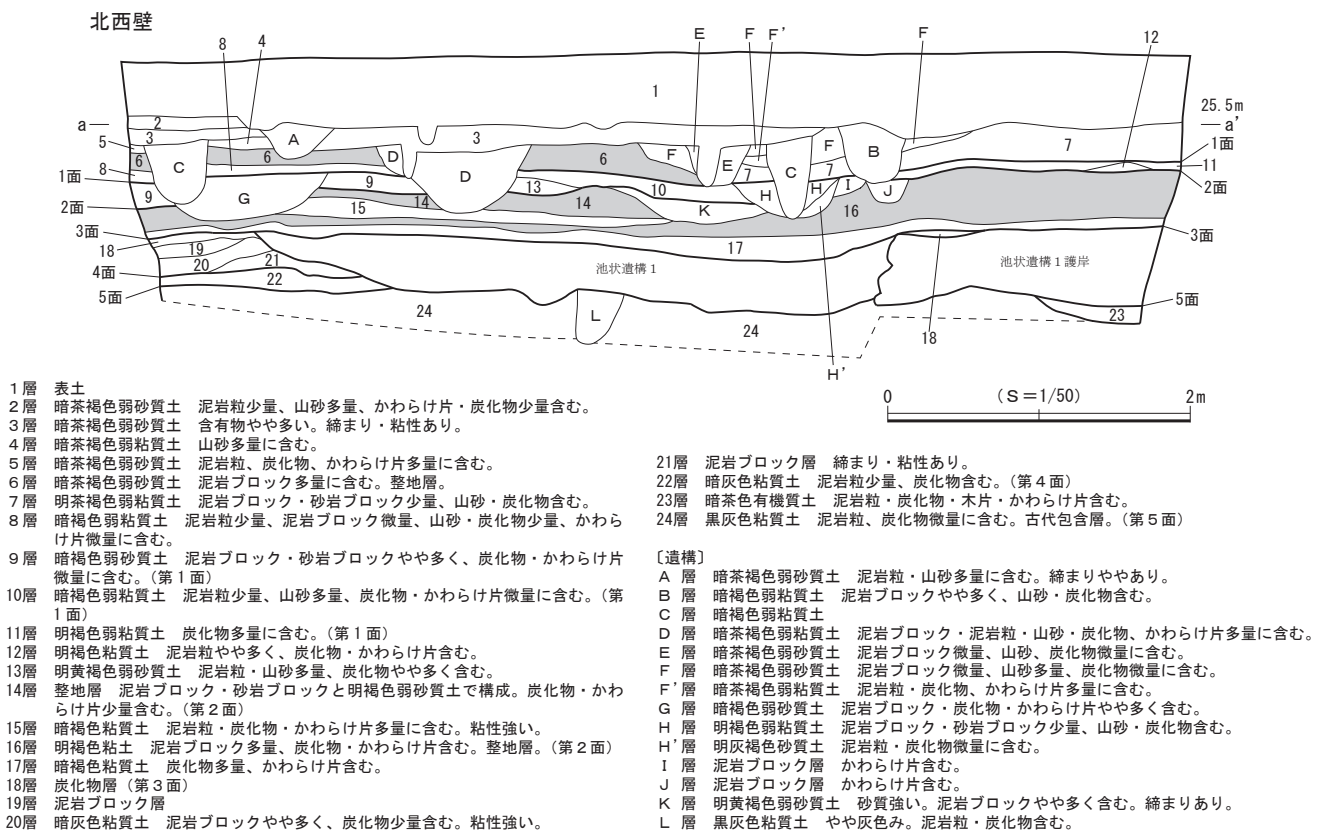 北西壁
8
4
E
F
F'
F
12
1
25.5m
a
a'
2
3
A
3
7
1面
11
5
6
6
C
D
D
6
F
E
7
F
7
C
B
8
1面
9
G
9
13
10
H
H
I
J
2面
2面
15
14
14
K
16
3面
17
3面
18
19
20
21
池状遺構1
池状遺構1護岸
4面
22
5面
5面
24
L
24
18
23
H'
0
(S=1/50)
2m
1層 表土
2層 暗茶褐色弱砂質土 泥岩粒少量、山砂多量、かわらけ片・炭化物少量含む。
3層 暗茶褐色弱砂質土 含有物やや多い。締まり・粘性あり。
4層 暗茶褐色弱粘質土 山砂多量に含む。
5層 暗茶褐色弱砂質土 泥岩粒、炭化物、かわらけ片多量に含む。
6層 暗茶褐色弱砂質土 泥岩ブロック多量に含む。整地層。
7層 明茶褐色弱砂質土 泥岩ブロック・砂岩ブロック少量、山砂・炭化物含む。
8層 暗褐色弱粘質土 泥岩粒少量、泥岩ブロック微量、山砂・炭化物少量、かわら
け片微量に含む。
9層 暗褐色弱砂質土 泥岩ブロック・砂岩ブロックやや多く、炭化物・かわらけ片
微量に含む。(第1面)
10層 暗褐色弱粘質土 泥岩粒少量、山砂多量、炭化物・かわらけ片微量に含む。(第
1面)
11層 明褐色弱粘質土 炭化物多量に含む。(第1面)
12層 明褐色粘質土 泥岩粒やや多く、炭化物・かわらけ片含む。
13層 明黄褐色弱砂質土 泥岩粒・山砂多量、炭化物やや多く含む。
14層 整地層 泥岩ブロック・砂岩ブロックと明褐色弱砂質土で構成。炭化物・かわ
らけ片少量含む。(第2面)
15層 暗褐色粘質土 泥岩粒・炭化物・かわらけ片多量に含む。粘性強い。
16層 明褐色粘土 泥岩ブロック多量、炭化物・かわらけ片含む。整地層。(第2面)
17層 暗褐色粘質土 炭化物多量、かわらけ片含む。
18層 炭化物層(第3面)
19層 泥岩ブロック層
20層 暗灰色粘質土 泥岩ブロックやや多く、炭化物少量含む。粘性強い。
21層 泥岩ブロック層 締まり・粘性あり。
22層 暗灰色粘質土 泥岩粒少量、炭化物含む。(第4面)
23層 暗茶色有機質土 泥岩粒・炭化物・木片・かわらけ片含む。
24層 黒灰色粘質土 泥岩粒、炭化物微量に含む。古代包含層。(第5面)
〔遺構〕
A 層 暗茶褐色弱砂質土 泥岩粒・山砂多量に含む。締まりややあり。
B 層 暗褐色弱粘質土 泥岩ブロックやや多く、山砂・炭化物含む。
C 層 暗褐色弱粘質土
D 層 暗茶褐色弱粘質土 泥岩ブロック・泥岩粒・山砂・炭化物、かわらけ片多量に含む。
E 層 暗茶褐色弱砂質土 泥岩ブロック微量、山砂、炭化物微量に含む。
F 層 暗茶褐色弱砂質土 泥岩ブロック微量、山砂多量、炭化物微量に含む。
F'層 暗茶褐色弱粘質土 泥岩粒・炭化物、かわらけ片多量に含む。
G 層 暗褐色弱砂質土 泥岩ブロック・炭化物・かわらけ片やや多く含む。
H 層 明褐色弱粘質土 泥岩ブロック・砂岩ブロック少量、山砂・炭化物含む。
H'層 明灰褐色砂質土 泥岩粒・炭化物微量に含む。
I 層 泥岩ブロック層 かわらけ片含む。
J 層 泥岩ブロック層 かわらけ片含む。
K 層 明黄褐色弱砂質土 砂質強い。泥岩ブロックやや多く含む。締まりあり。
L 層 黒灰色粘質土 やや灰色み。泥岩粒・炭化物含む。